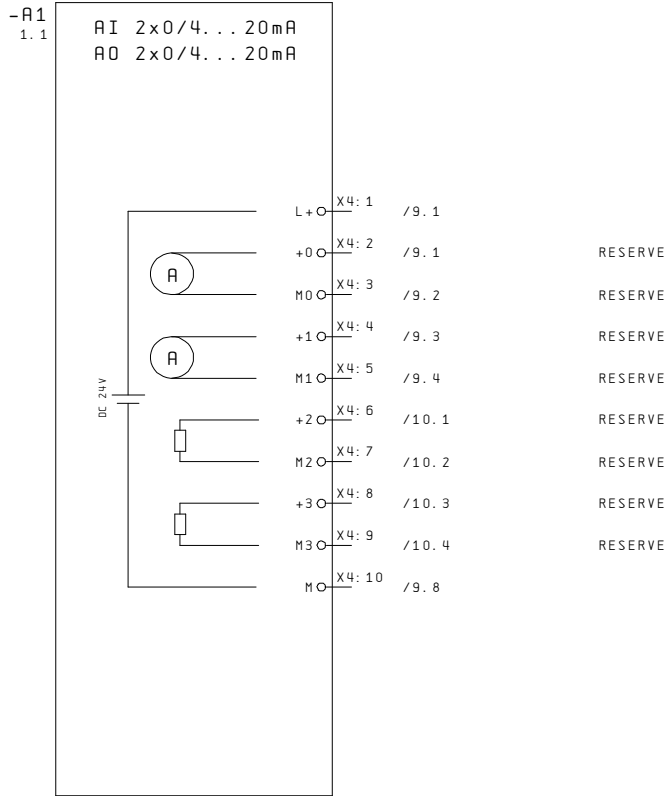 -A1
1.1
AI 2x0/4...20mA
AO 2x0/4...20mA
L+ X4:1 /9.1
+0 X4:2 /9.1 RESERVE
M0 X4:3 /9.2 RESERVE
+1 X4:4 /9.3 RESERVE
M1 X4:5 /9.4 RESERVE
+2 X4:6 /10.1 RESERVE
M2 X4:7 /10.2 RESERVE
+3 X4:8 /10.3 RESERVE
M3 X4:9 /10.4 RESERVE
M X4:10 /9.8
A
A
DC 24V